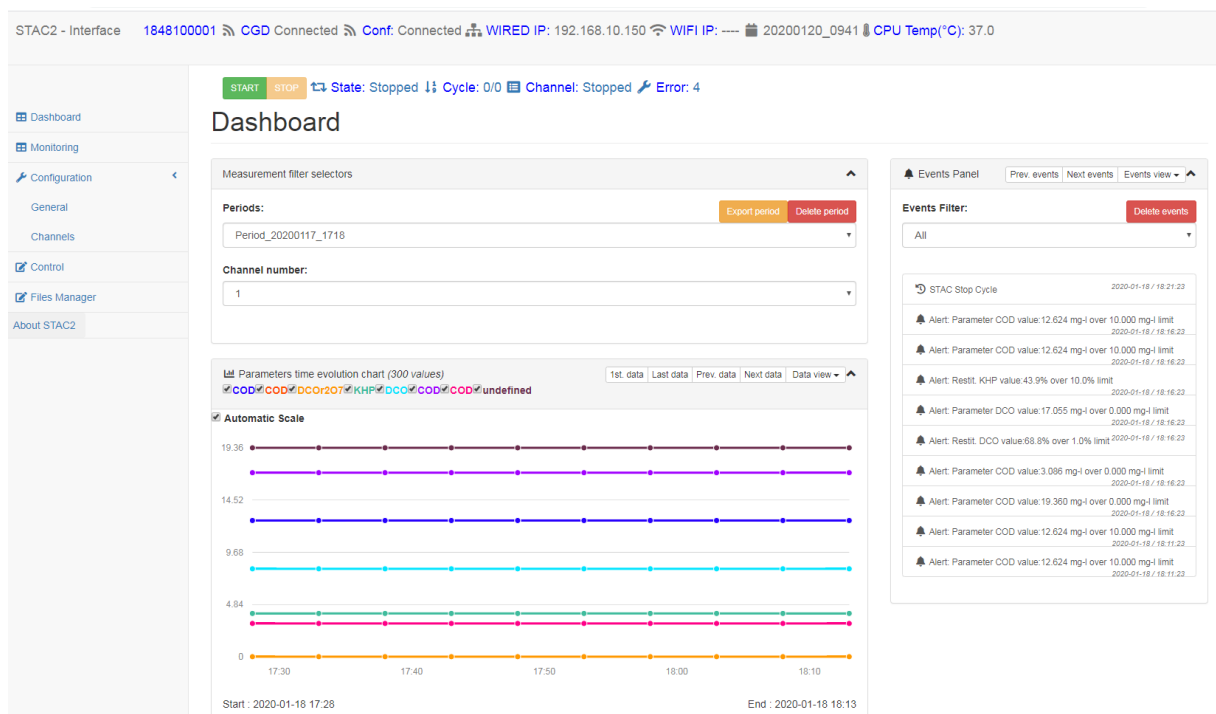 STAC2 - Interface 1848100001 CGD Connected Conf: Connected WIRED IP: 192.168.10.150 WIFI IP: ---- 20200120_0941 CPU Temp(°C): 37.0
START STOP State: Stopped Cycle: 0/0 Channel: Stopped Error: 4
Dashboard
Monitoring
Configuration
General
Channels
Control
Files Manager
About STAC2
Dashboard
Measurement filter selectors
Periods:
Export period Delete period
Period_20200117_1718
Channel number:
1
Parameters time evolution chart (300 values)
1st. data Last data Prev. data Next data Data view
COD COD DCOr2O7 KHP DCO COD COD undefined
Automatic Scale
19.36
14.52
9.68
4.84
0
17:30 17:40 17:50 18:00 18:10
Start : 2020-01-18 17:28 End : 2020-01-18 18:13
Events Panel Prev. events Next events Events view
Events Filter: Delete events
All
STAC Stop Cycle 2020-01-18 / 18:21:23
Alert: Parameter COD value:12.624 mg-l over 10.000 mg-l limit
2020-01-18 / 18:16:23
Alert: Parameter COD value:12.624 mg-l over 10.000 mg-l limit
2020-01-18 / 18:16:23
Alert: Restit. KHP value:43.9% over 10.0% limit
2020-01-18 / 18:16:23
Alert: Parameter DCO value:17.055 mg-l over 0.000 mg-l limit
2020-01-18 / 18:16:23
Alert: Restit. DCO value:68.8% over 1.0% limit 2020-01-18 / 18:16:23
Alert: Parameter COD value:3.086 mg-l over 0.000 mg-l limit
2020-01-18 / 18:16:23
Alert: Parameter COD value:19.360 mg-l over 0.000 mg-l limit
2020-01-18 / 18:16:23
Alert: Parameter COD value:12.624 mg-l over 10.000 mg-l limit
2020-01-18 / 18:11:23
Alert: Parameter COD value:12.624 mg-l over 10.000 mg-l limit
2020-01-18 / 18:11:23